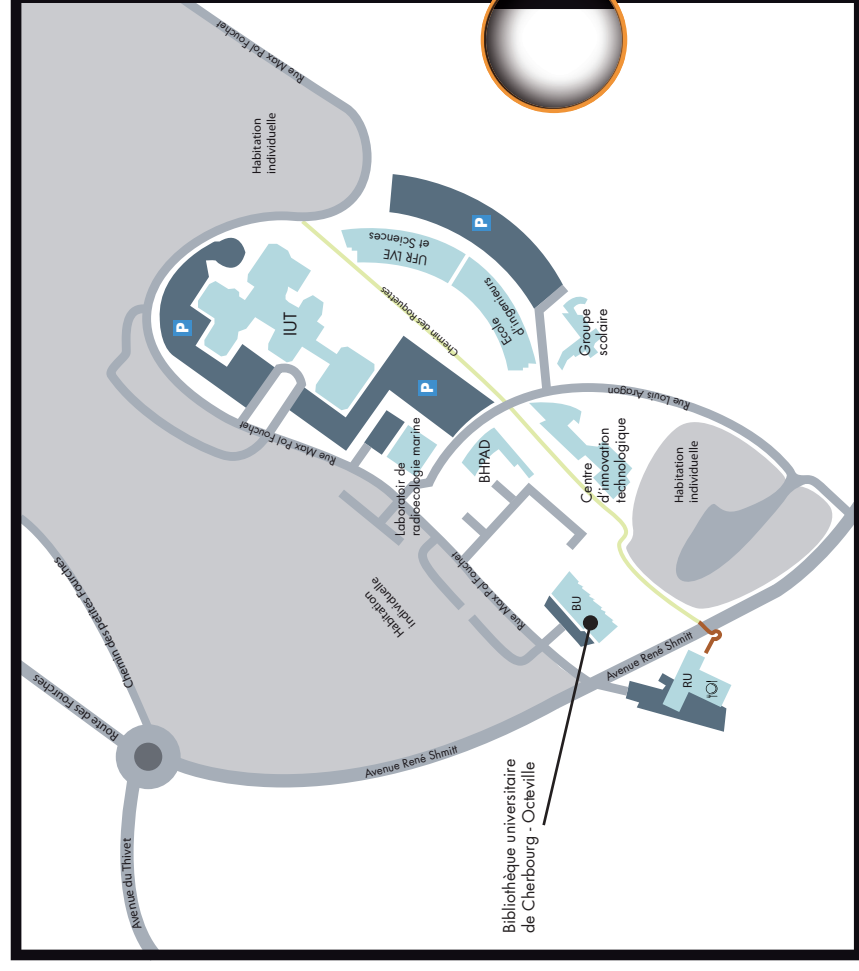 Rue Max Pol Fouchet
Habitation
individuelle
P
UFR LVE
et Sciences
P
Ecole
d'ingenieurs
IUT
Chemin des Roquettes
P
Groupe
scolaire
Rue Louis Aragon
Rue Max Pol Fouchet
Laboratoir de
radioecologie marine
BHPAD
Centre
d'innovation
technologique
Habitation
individuelle
Habitation
individuelle
Rue Max Pol Fouchet
BU
Avenue René Shmitt
RU
Chemin des petites Fourches
Route des Fourches
Avenue René Shmitt
Avenue du Thivet
Bibliothèque universitaire
de Cherbourg - Octeville